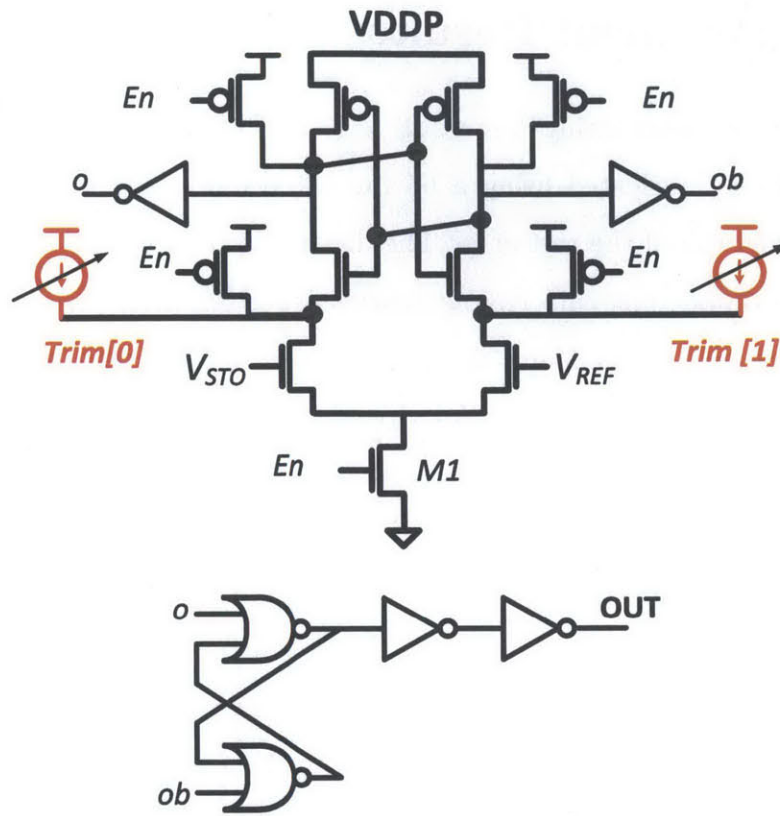 VDDP
En En
o ob
En En
Trim[0] Trim [1]
VSTO VREF
En M1
o OUT
ob